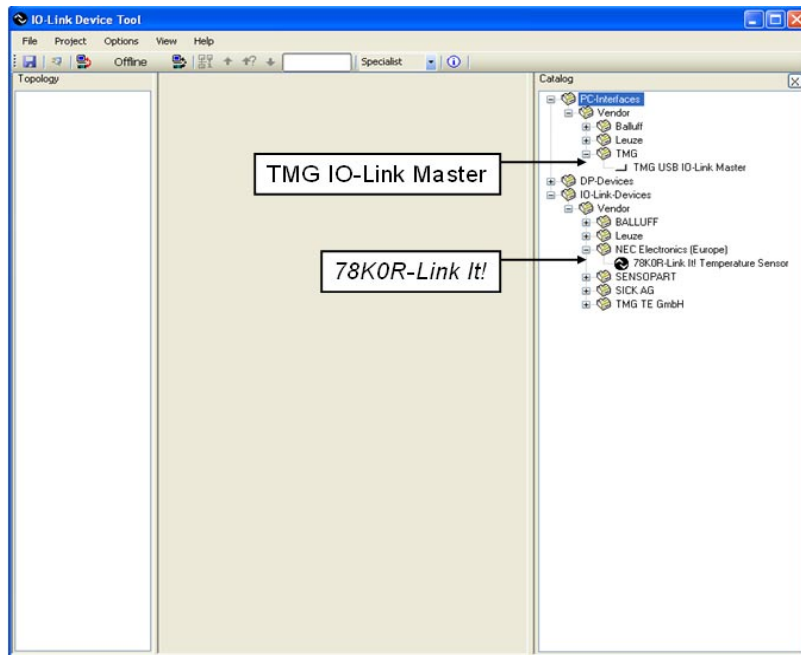 IO-Link Device Tool
File Project Options View Help
Offline Specialist
Topology
Catalog
PC-Interfaces
Vendor
Balluff
Leuze
TMG
TMG USB IO-Link Master
DP-Devices
IO-Link-Devices
Vendor
BALLUFF
Leuze
NEC Electronics (Europe)
78K0R-Link It! Temperature Sensor
SENSOPART
SICK AG
TMG TE GmbH
TMG IO-Link Master
78K0R-Link It!